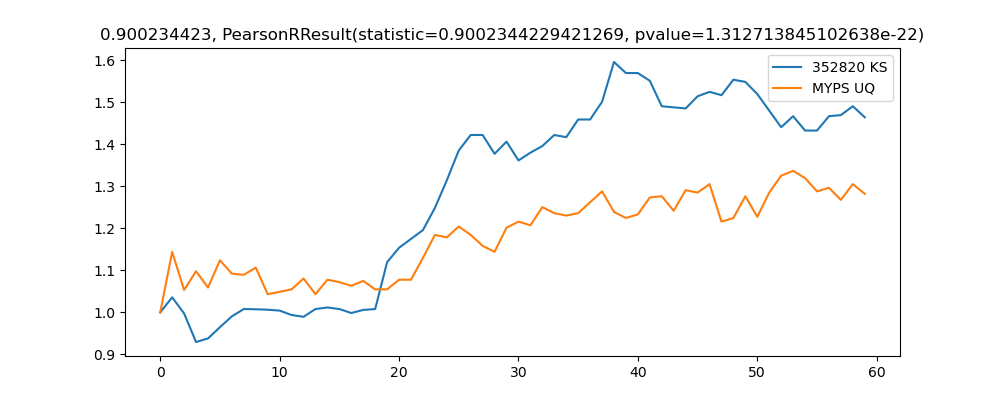 0.900234423, PearsonRResult(statistic=0.9002344229421269, pvalue=1.312713845102638e-22)
352820 KS
MYPS UQ
1.6
1.5
1.4
1.3
1.2
1.1
1.0
0.9
0 10 20 30 40 50 60